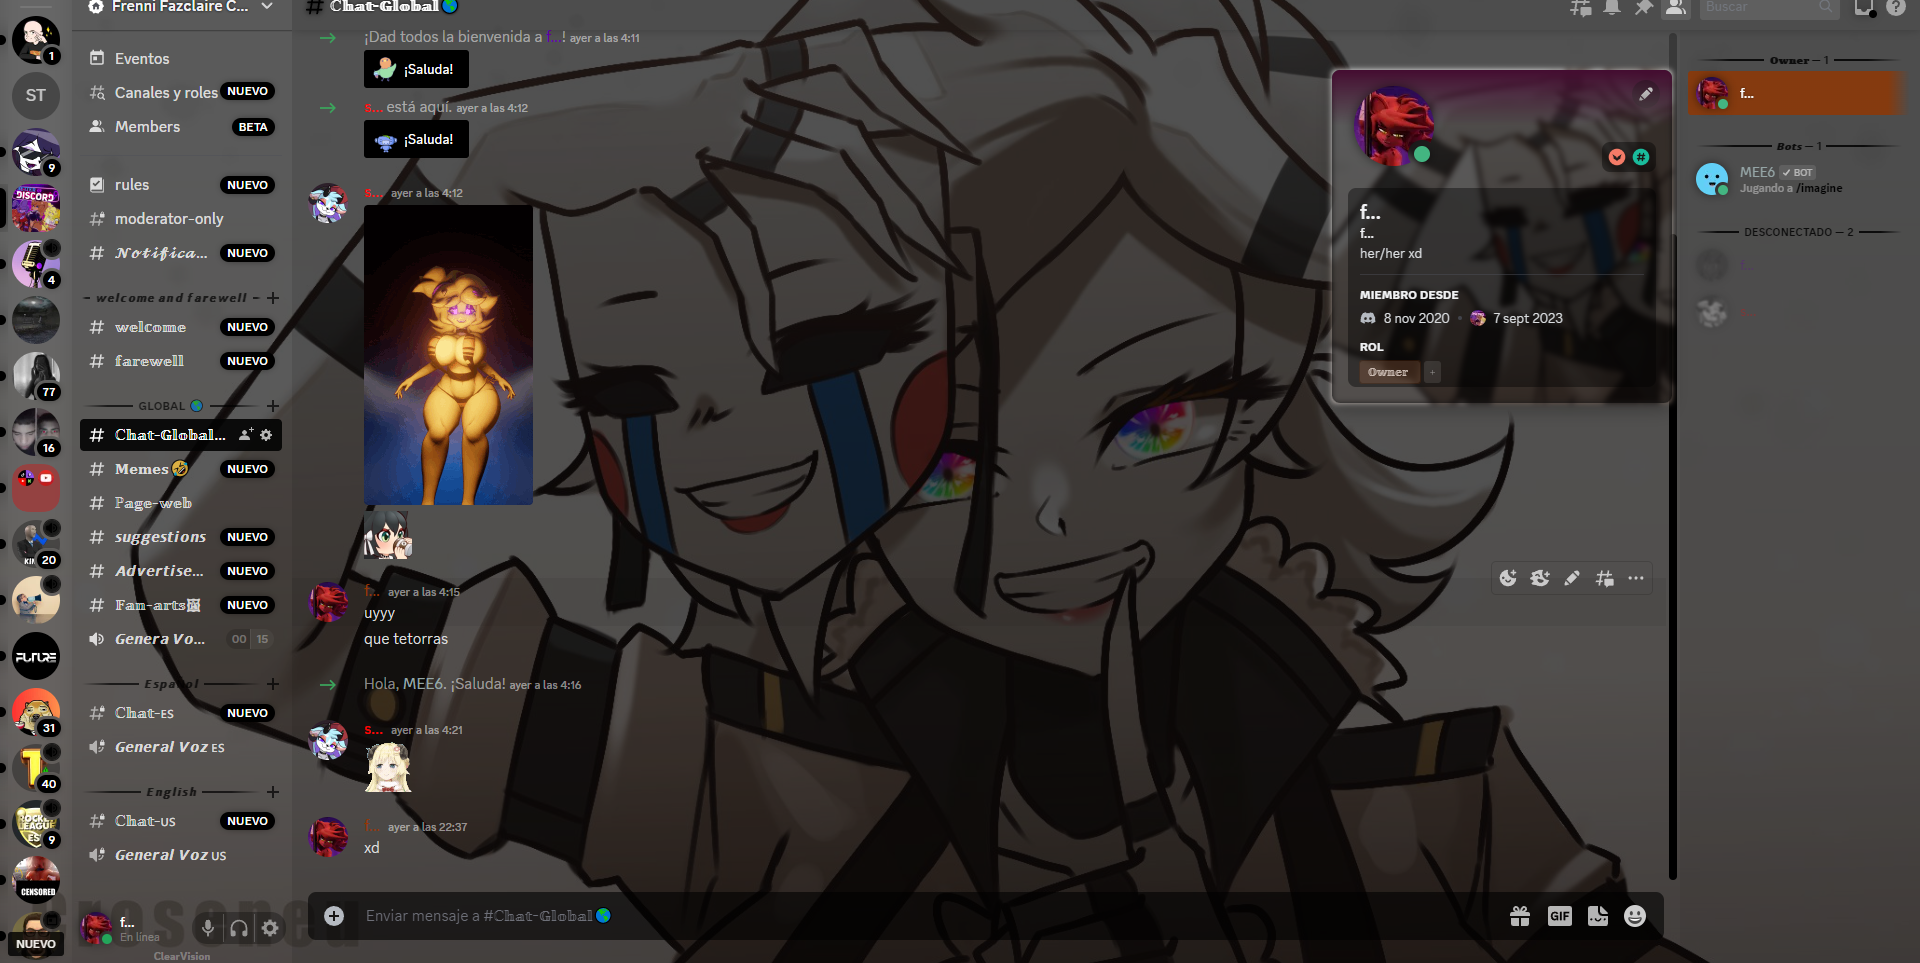 Frenni Fazclaire C...
Eventos
Canales y roles NUEVO
Members BETA
rules NUEVO
moderator-only
𝓝𝓸𝓽𝓲𝓯𝓲𝓬𝓪... NUEVO
- welcome and farewell -
welcome NUEVO
farewell NUEVO
GLOBAL
Chat-Global...
Memes🤣 NUEVO
Page-web
suggestions NUEVO
Advertise... NUEVO
Fan-arts NUEVO
Genera Vo... 00 15
Español
Chat-ES NUEVO
General Voz ES
English
Chat-US NUEVO
General Voz US
f...
En línea
ClearVision
1
ST
9
DISCORD
4
77
16
KIN
20
FUTURE
31
40
ROCKET
LEAGUE
ES
9
CENSORED
NUEVO
# Chat-Global🌎
Buscar
¡Dad todos la bienvenida a f...! ayer a las 4:11
¡Saluda!
s... está aquí. ayer a las 4:12
¡Saluda!
s... ayer a las 4:12
f... ayer a las 4:15
uyyy
que tetorras
Hola, MEE6. ¡Saluda! ayer a las 4:16
s... ayer a las 4:21
f... ayer a las 22:37
xd
Enviar mensaje a #Chat-Global🌎
GIF
f...
f...
her/her xd
MIEMBRO DESDE
8 nov 2020 • 7 sept 2023
ROL
Owner +
Owner — 1
f...
Bots — 1
MEE6 ✓ BOT
Jugando a /imagine
DESCONECTADO — 2